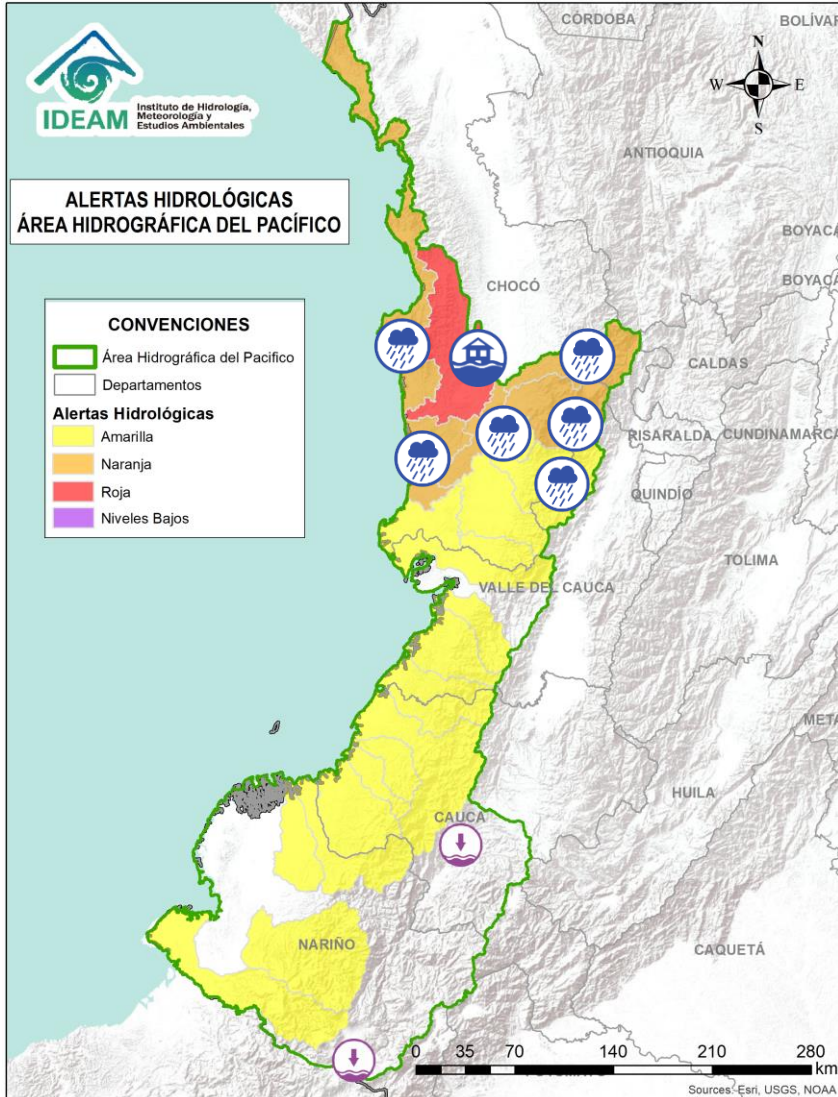 CÓRDOBA
BOLÍVAR
IDEAM
Instituto de Hidrología,
Meteorología y
Estudios Ambientales
N
W
E
S
ANTIOQUIA
ALERTAS HIDROLÓGICAS
ÁREA HIDROGRÁFICA DEL PACÍFICO
BOYACÁ
BOYACÁ
CHOCÓ
CONVENCIONES
Área Hidrográfica del Pacifico
Departamentos
Alertas Hidrológicas
Amarilla
Naranja
Roja
Niveles Bajos
CALDAS
RISARALDA
CUNDINAMARCA
QUINDÍO
TOLIMA
VALLE DEL CAUCA
META
HUILA
CAUCA
NARIÑO
CAQUETÁ
0 35 70 140 210 280
km
Sources: Esri, USGS, NOAA